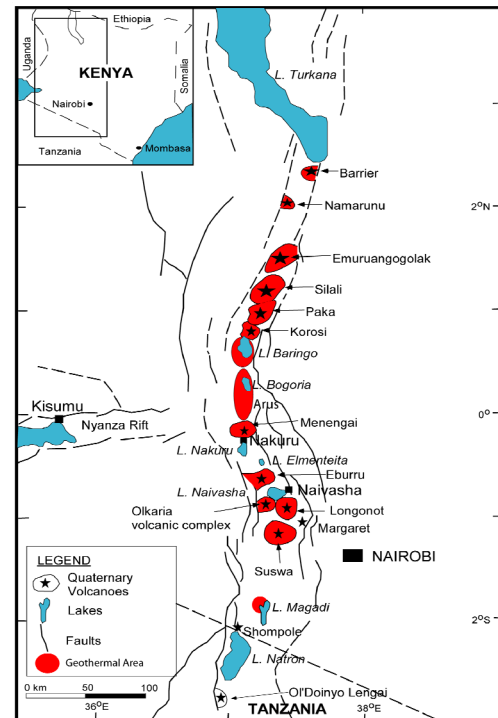 Ethiopia
Uganda
KENYA
Somalia
Nairobi
Tanzania
Mombasa
L. Turkana
Barrier
2°N
Namarunu
Emuruangogolak
Silali
Paka
Korosi
L. Baringo
L. Bogoria
Arus
Kisumu
0°
Menengai
Nyanza Rift
Nakuru
L. Nakuru
L. Elmenteita
Eburru
L. Naivasha
Naivasha
Olkaria
volcanic complex
Longonot
Margaret
NAIROBI
Suswa
LEGEND
Quaternary
Volcanoes
Lakes
Faults
Geothermal Area
L. Magadi
2°S
Shompole
L. Natron
0 km 50 100
Ol'Doinyo Lengai
36°E
TANZANIA
38°E